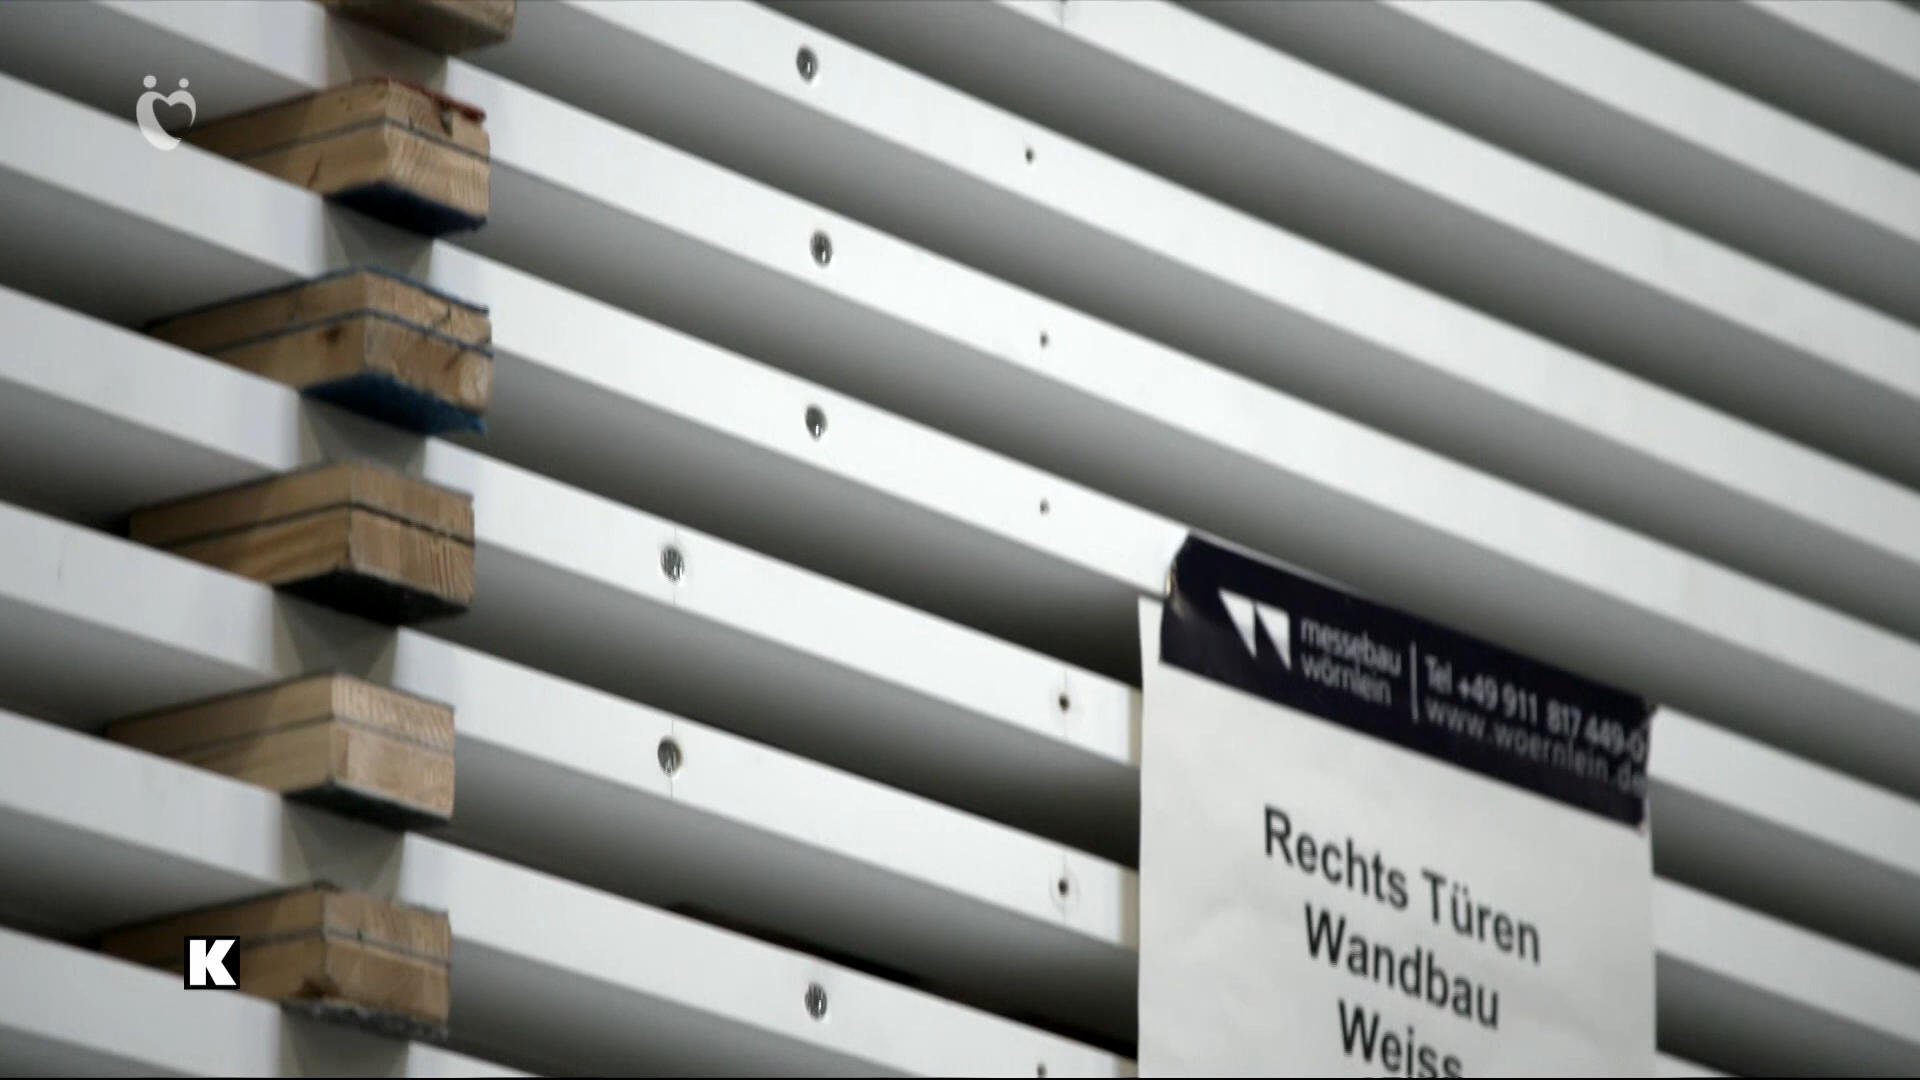 messebau
wörnlein
Tel +49 911 817 449-0
www.woernlein.de
Rechts Türen
Wandbau
Weiss
K